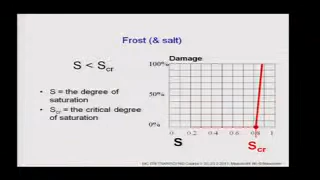 Frost (& salt)
S < Scr
Damage
100%
50%
0%
0 0.2 0.4 0.6 0.8 1
S
Scr
• S = the degree of
saturation
• Scr = the critical degree
of saturation